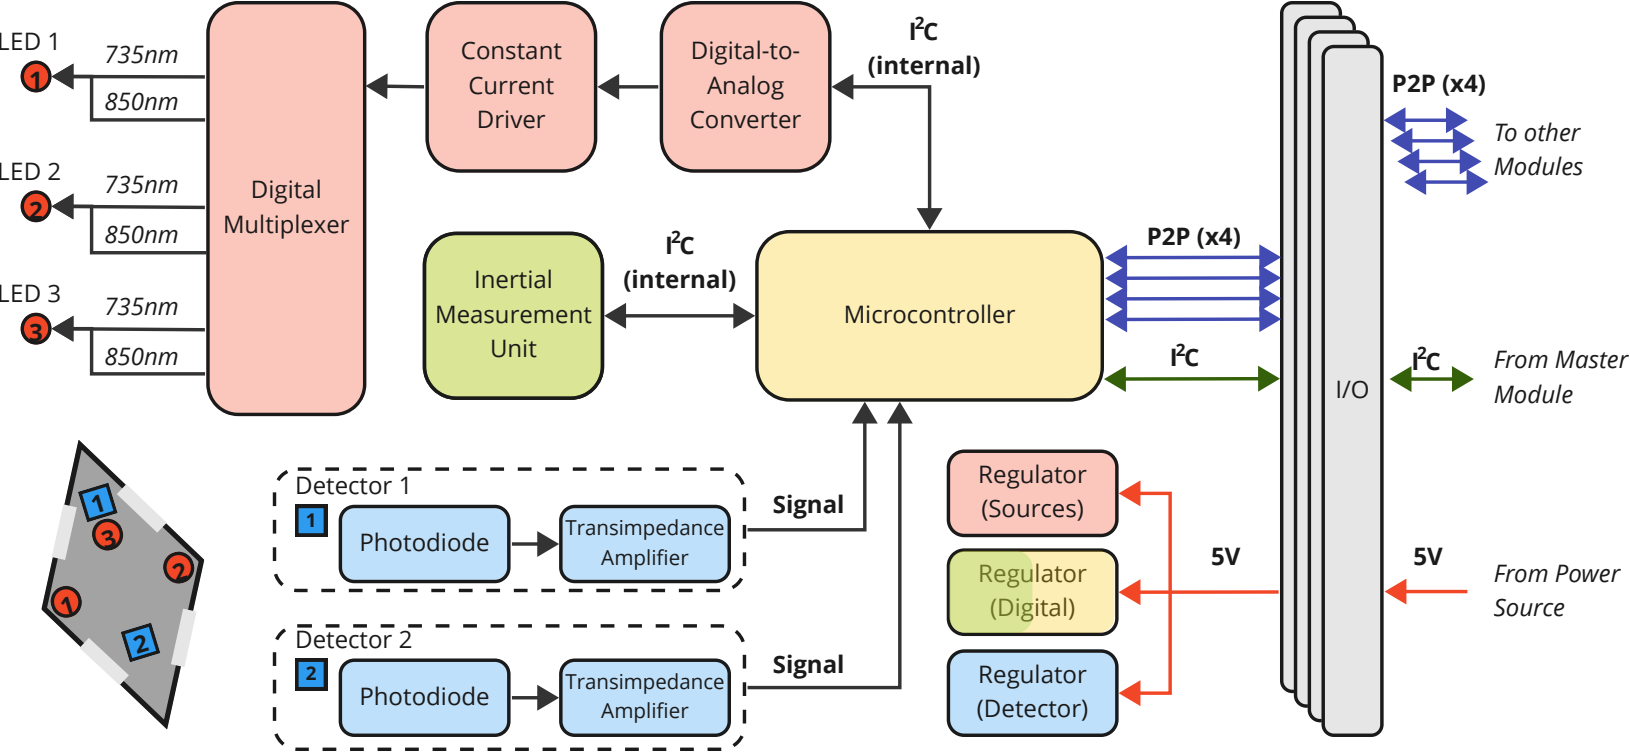 LED 1
735nm
850nm
1
LED 2
735nm
850nm
2
LED 3
735nm
850nm
3
Digital
Multiplexer
Constant
Current
Driver
Digital-to-
Analog
Converter
I²C
(internal)
Inertial
Measurement
Unit
I²C
(internal)
Microcontroller
P2P (x4)
I²C
I/O
P2P (x4)
To other
Modules
I²C
From Master
Module
1
3
2
1
2
Detector 1
1
Photodiode
Transimpedance
Amplifier
Signal
Detector 2
2
Photodiode
Transimpedance
Amplifier
Signal
Regulator
(Sources)
Regulator
(Digital)
Regulator
(Detector)
5V
5V
From Power
Source